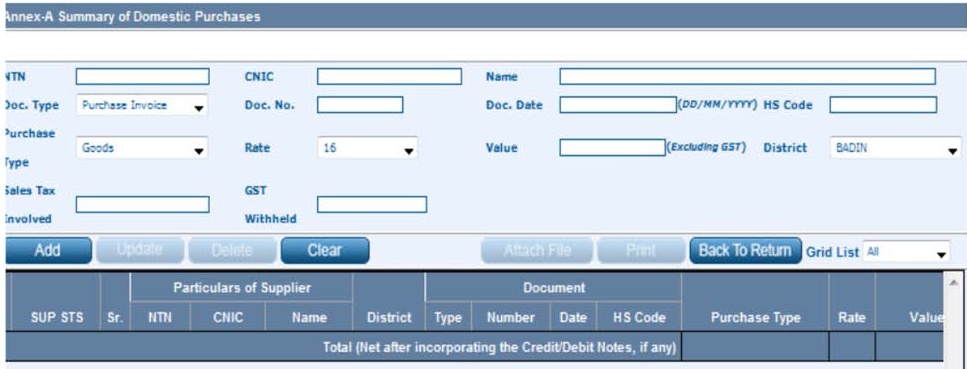 Annex-A Summary of Domestic Purchases
NTN CNIC Name
Doc. Type Purchase Invoice Doc. No. Doc. Date (DD/MM/YYYY) HS Code
Purchase
Type Goods Rate 16 Value (Excluding GST) District BADIN
Sales Tax GST
Involved Withheld
Add Update Delete Clear Attach File Print Back To Return Grid List All
Particulars of Supplier Document
SUP STS Sr. NTN CNIC Name District Type Number Date HS Code Purchase Type Rate Value
Total (Net after incorporating the Credit/Debit Notes, if any)